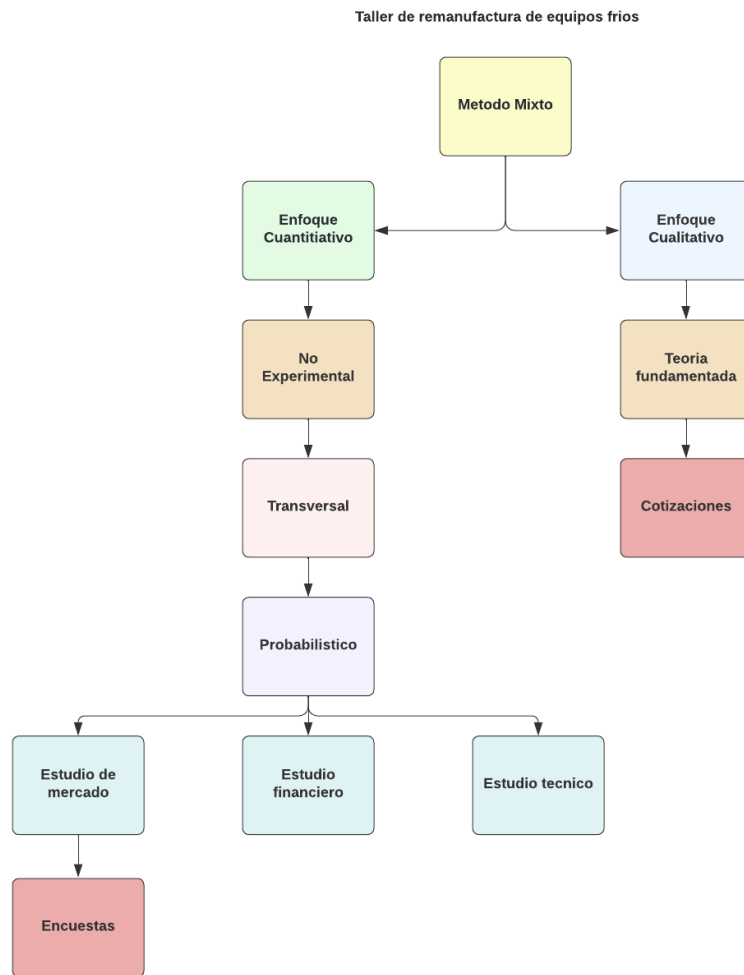 Taller de remanufactura de equipos frios
Metodo Mixto
Enfoque
Cuantitiativo
Enfoque
Cualitativo
No
Experimental
Teoria
fundamentada
Transversal
Cotizaciones
Probabilistico
Estudio de
mercado
Estudio
financiero
Estudio tecnico
Encuestas